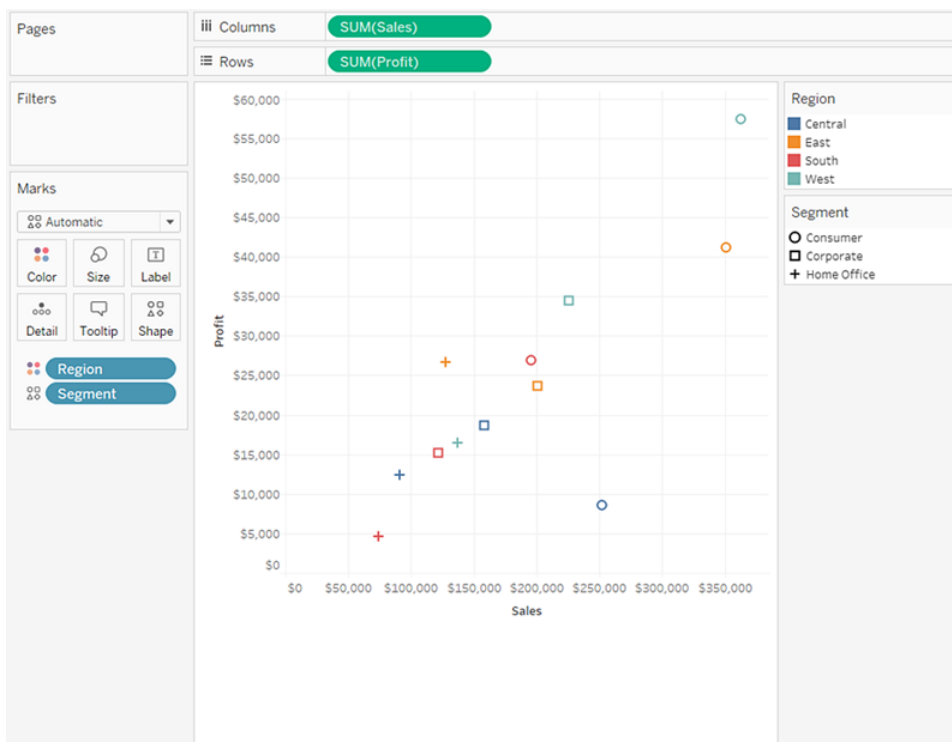 Pages
Columns SUM(Sales)
Rows SUM(Profit)
Filters
Marks
Automatic
Color Size Label
Detail Tooltip Shape
Region
Segment
$60,000
$55,000
$50,000
$45,000
$40,000
$35,000
$30,000
$25,000
$20,000
$15,000
$10,000
$5,000
$0
Profit
$0 $50,000 $100,000 $150,000 $200,000 $250,000 $300,000 $350,000
Sales
Region
Central
East
South
West
Segment
Consumer
Corporate
Home Office